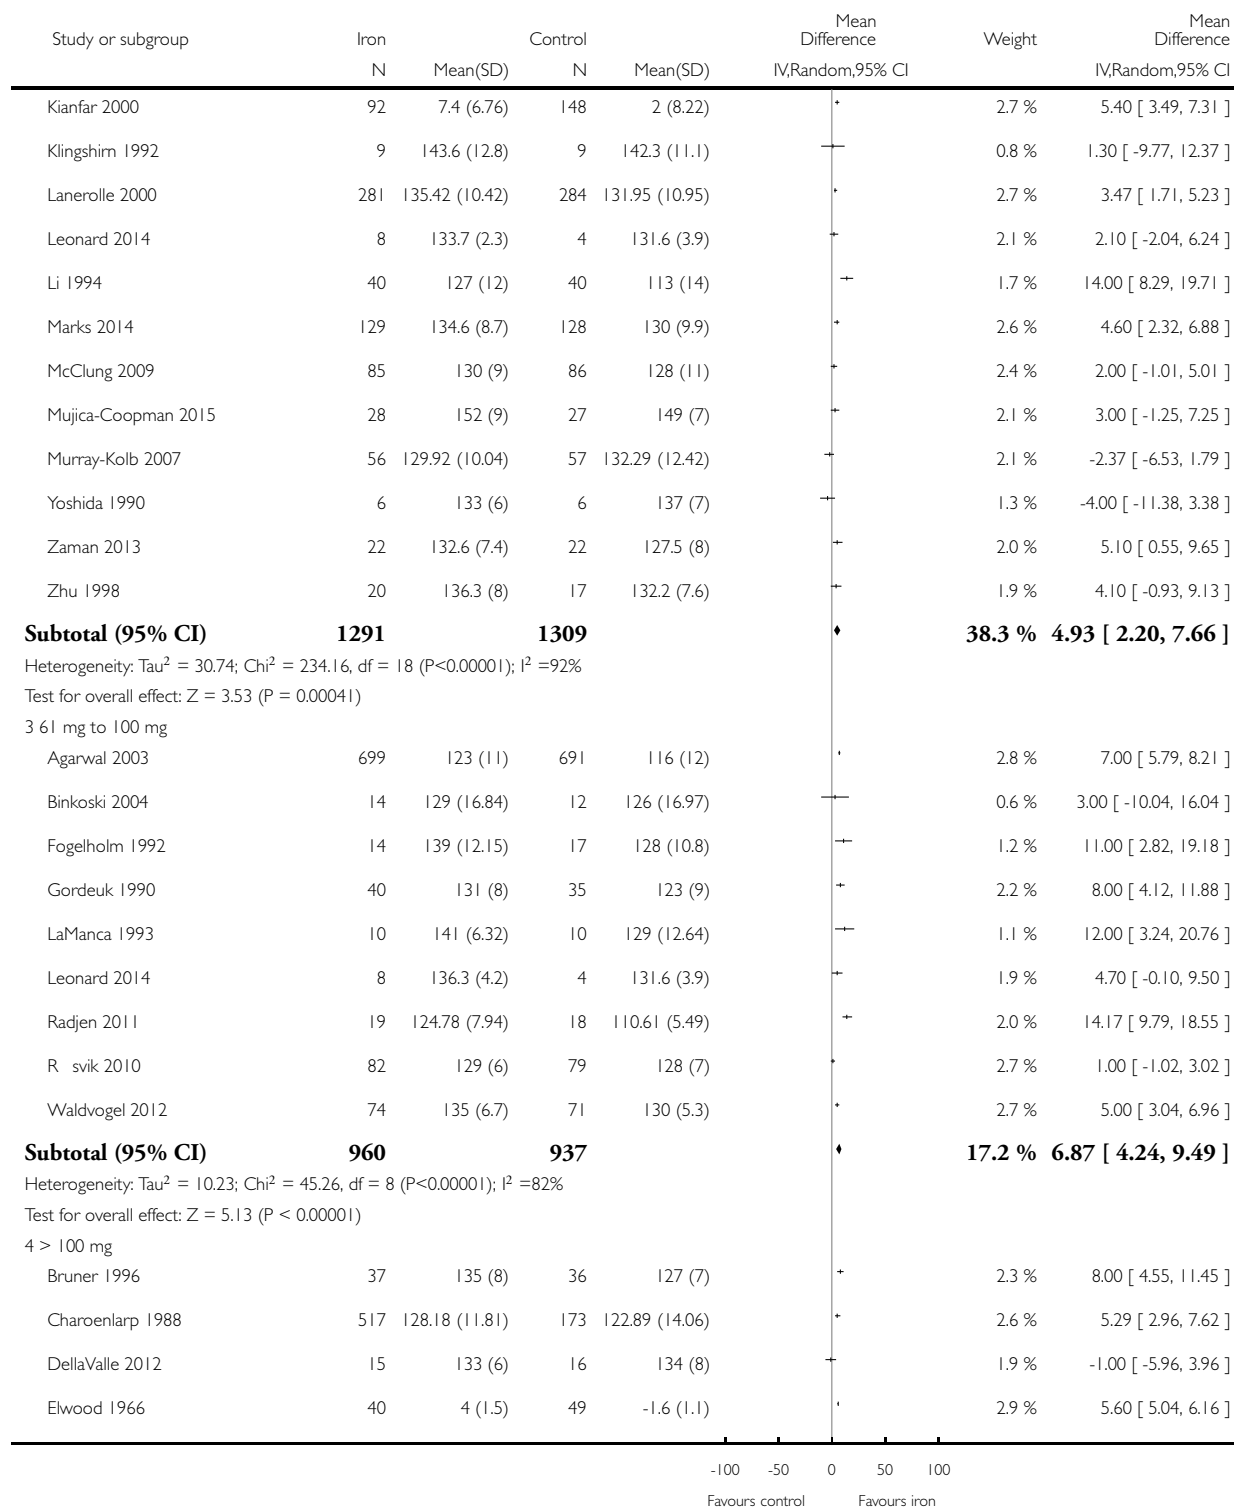 Study or subgroup Iron Control Mean Difference Weight Mean Difference
N Mean(SD) N Mean(SD) IV,Random,95% CI IV,Random,95% CI
Kianfar 2000 92 7.4 (6.76) 148 2 (8.22) 2.7 % 5.40 [ 3.49, 7.31 ]
Klingshirn 1992 9 143.6 (12.8) 9 142.3 (11.1) 0.8 % 1.30 [ -9.77, 12.37 ]
Lanerolle 2000 281 135.42 (10.42) 284 131.95 (10.95) 2.7 % 3.47 [ 1.71, 5.23 ]
Leonard 2014 8 133.7 (2.3) 4 131.6 (3.9) 2.1 % 2.10 [ -2.04, 6.24 ]
Li 1994 40 127 (12) 40 113 (14) 1.7 % 14.00 [ 8.29, 19.71 ]
Marks 2014 129 134.6 (8.7) 128 130 (9.9) 2.6 % 4.60 [ 2.32, 6.88 ]
McClung 2009 85 130 (9) 86 128 (11) 2.4 % 2.00 [ -1.01, 5.01 ]
Mujica-Coopman 2015 28 152 (9) 27 149 (7) 2.1 % 3.00 [ -1.25, 7.25 ]
Murray-Kolb 2007 56 129.92 (10.04) 57 132.29 (12.42) 2.1 % -2.37 [ -6.53, 1.79 ]
Yoshida 1990 6 133 (6) 6 137 (7) 1.3 % -4.00 [ -11.38, 3.38 ]
Zaman 2013 22 132.6 (7.4) 22 127.5 (8) 2.0 % 5.10 [ 0.55, 9.65 ]
Zhu 1998 20 136.3 (8) 17 132.2 (7.6) 1.9 % 4.10 [ -0.93, 9.13 ]
Subtotal (95% CI) 1291 1309 38.3 % 4.93 [ 2.20, 7.66 ]
Heterogeneity: Tau² = 30.74; Chi² = 234.16, df = 18 (P<0.00001); I² =92%
Test for overall effect: Z = 3.53 (P = 0.00041)
3 61 mg to 100 mg
Agarwal 2003 699 123 (11) 691 116 (12) 2.8 % 7.00 [ 5.79, 8.21 ]
Binkoski 2004 14 129 (16.84) 12 126 (16.97) 0.6 % 3.00 [ -10.04, 16.04 ]
Fogelholm 1992 14 139 (12.15) 17 128 (10.8) 1.2 % 11.00 [ 2.82, 19.18 ]
Gordeuk 1990 40 131 (8) 35 123 (9) 2.2 % 8.00 [ 4.12, 11.88 ]
LaManca 1993 10 141 (6.32) 10 129 (12.64) 1.1 % 12.00 [ 3.24, 20.76 ]
Leonard 2014 8 136.3 (4.2) 4 131.6 (3.9) 1.9 % 4.70 [ -0.10, 9.50 ]
Radjen 2011 19 124.78 (7.94) 18 110.61 (5.49) 2.0 % 14.17 [ 9.79, 18.55 ]
R svik 2010 82 129 (6) 79 128 (7) 2.7 % 1.00 [ -1.02, 3.02 ]
Waldvogel 2012 74 135 (6.7) 71 130 (5.3) 2.7 % 5.00 [ 3.04, 6.96 ]
Subtotal (95% CI) 960 937 17.2 % 6.87 [ 4.24, 9.49 ]
Heterogeneity: Tau² = 10.23; Chi² = 45.26, df = 8 (P<0.00001); I² =82%
Test for overall effect: Z = 5.13 (P < 0.00001)
4 > 100 mg
Bruner 1996 37 135 (8) 36 127 (7) 2.3 % 8.00 [ 4.55, 11.45 ]
Charoenlarp 1988 517 128.18 (11.81) 173 122.89 (14.06) 2.6 % 5.29 [ 2.96, 7.62 ]
DellaValle 2012 15 133 (6) 16 134 (8) 1.9 % -1.00 [ -5.96, 3.96 ]
Elwood 1966 40 4 (1.5) 49 -1.6 (1.1) 2.9 % 5.60 [ 5.04, 6.16 ]
-100 -50 0 50 100
Favours control Favours iron